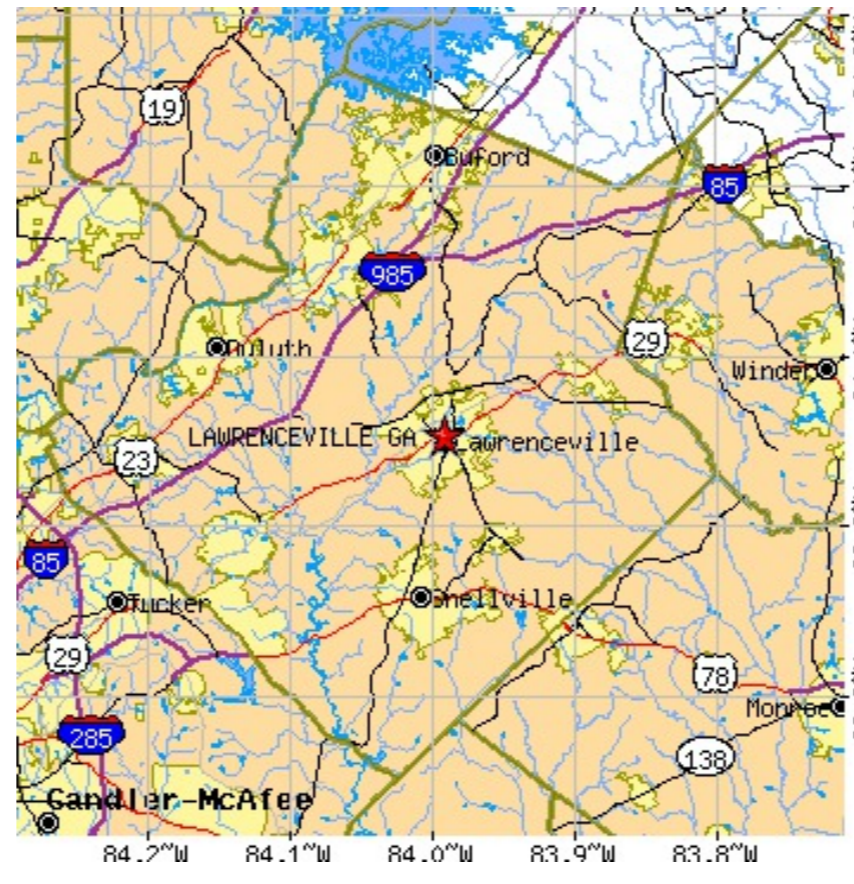 19
Buford
85
985
Duluth
29
Winder
LAWRENCEVILLE GA
Lawrenceville
23
85
Tucker
Snellville
29
78
Monroe
285
138
Candler-McAfee
84.2~W
84.1~W
84.0~W
83.9~W
83.8~W